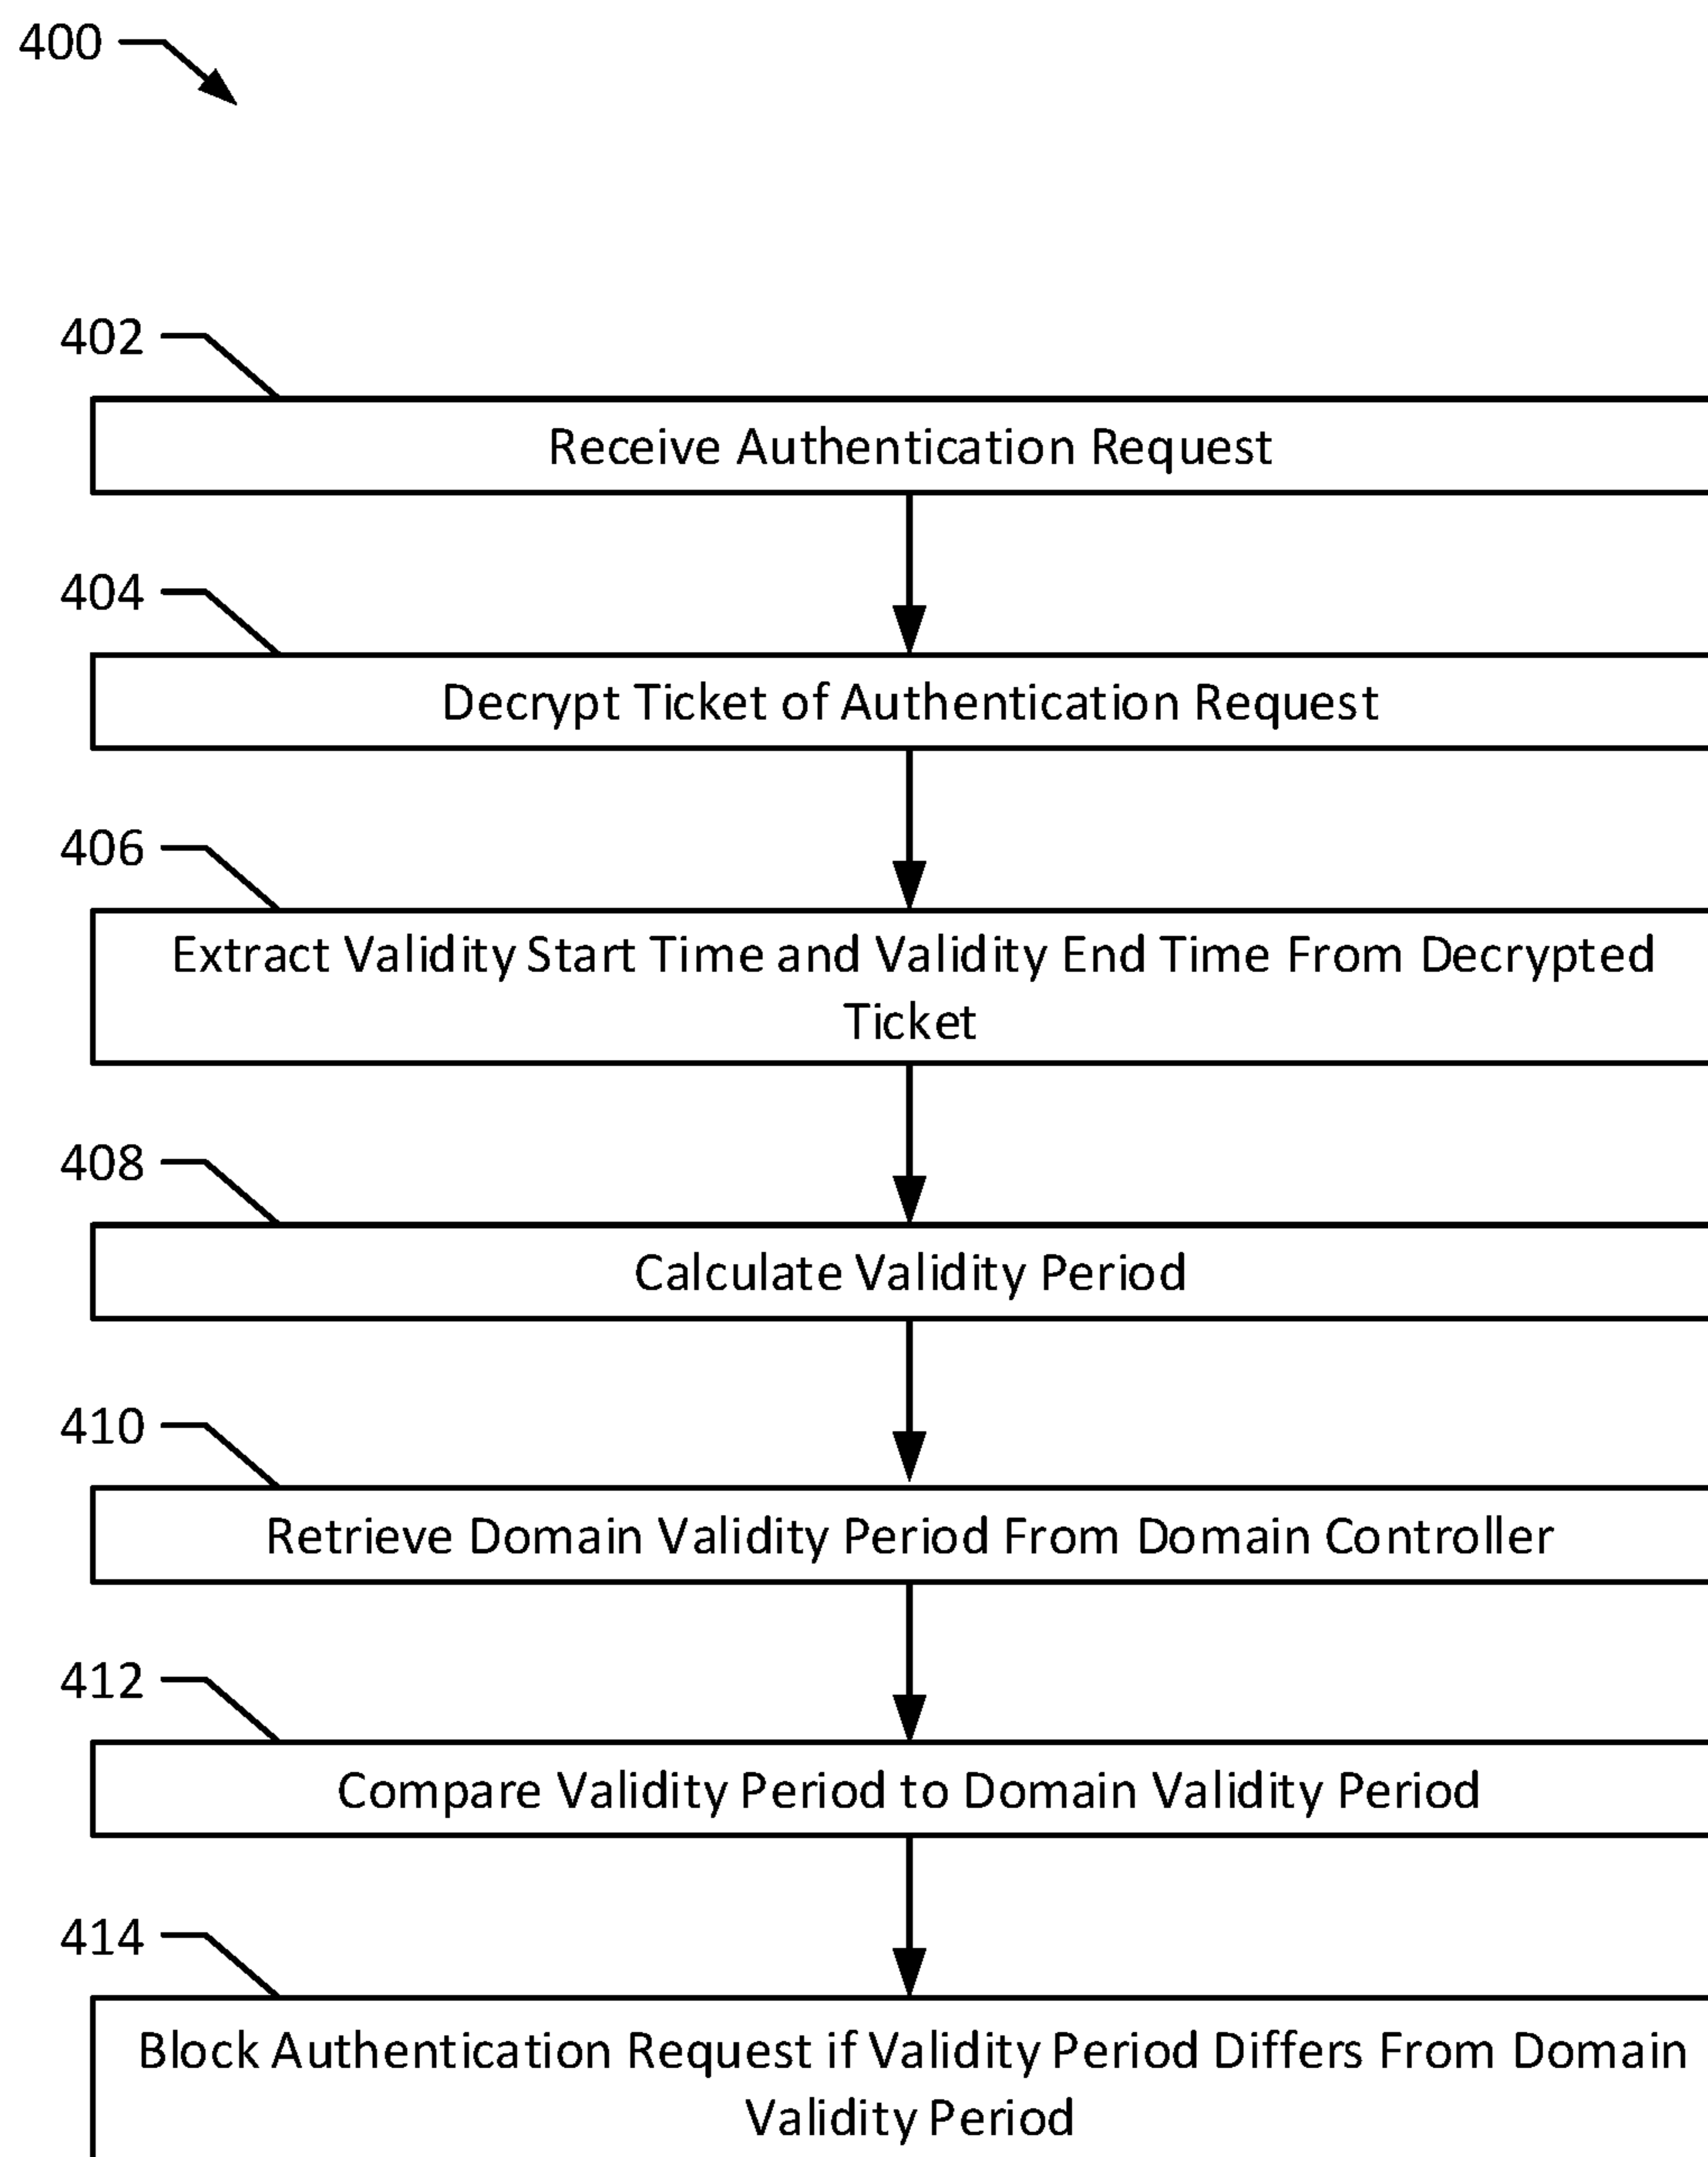 400
402
Receive Authentication Request
404
Decrypt Ticket of Authentication Request
406
Extract Validity Start Time and Validity End Time From Decrypted
Ticket
408
Calculate Validity Period
410
Retrieve Domain Validity Period From Domain Controller
412
Compare Validity Period to Domain Validity Period
414
Block Authentication Request if Validity Period Differs From Domain
Validity Period